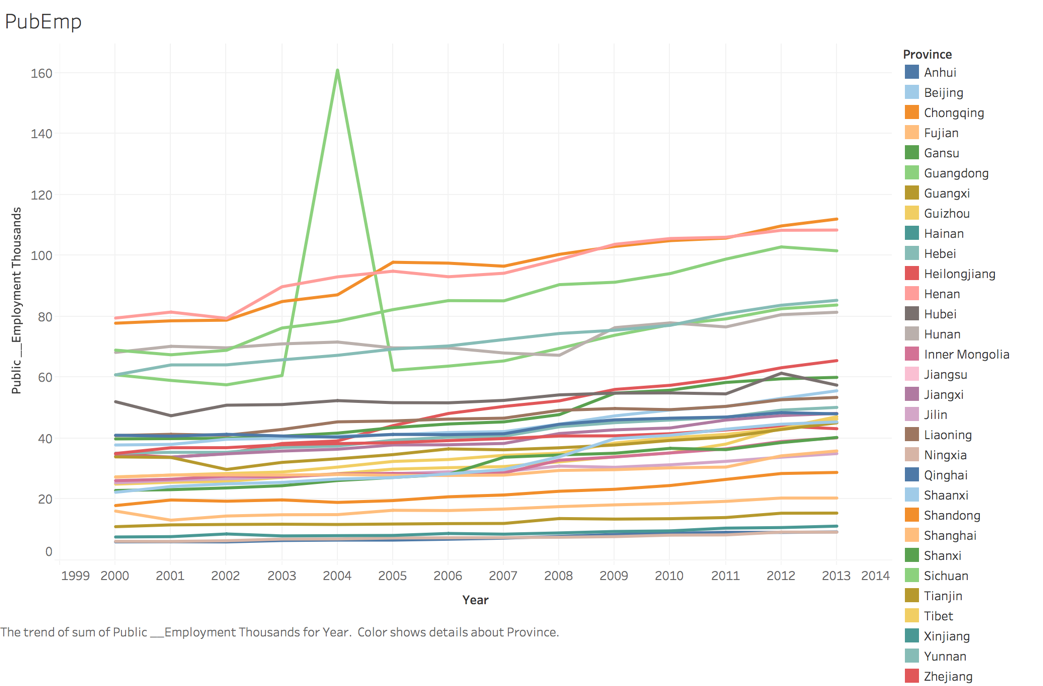 PubEmp
Public __Employment Thousands
160
140
120
100
80
60
40
20
0
1999 2000 2001 2002 2003 2004 2005 2006 2007 2008 2009 2010 2011 2012 2013 2014
Year
The trend of sum of Public __Employment Thousands for Year.  Color shows details about Province.
Province
Anhui
Beijing
Chongqing
Fujian
Gansu
Guangdong
Guangxi
Guizhou
Hainan
Hebei
Heilongjiang
Henan
Hubei
Hunan
Inner Mongolia
Jiangsu
Jiangxi
Jilin
Liaoning
Ningxia
Qinghai
Shaanxi
Shandong
Shanghai
Shanxi
Sichuan
Tianjin
Tibet
Xinjiang
Yunnan
Zhejiang